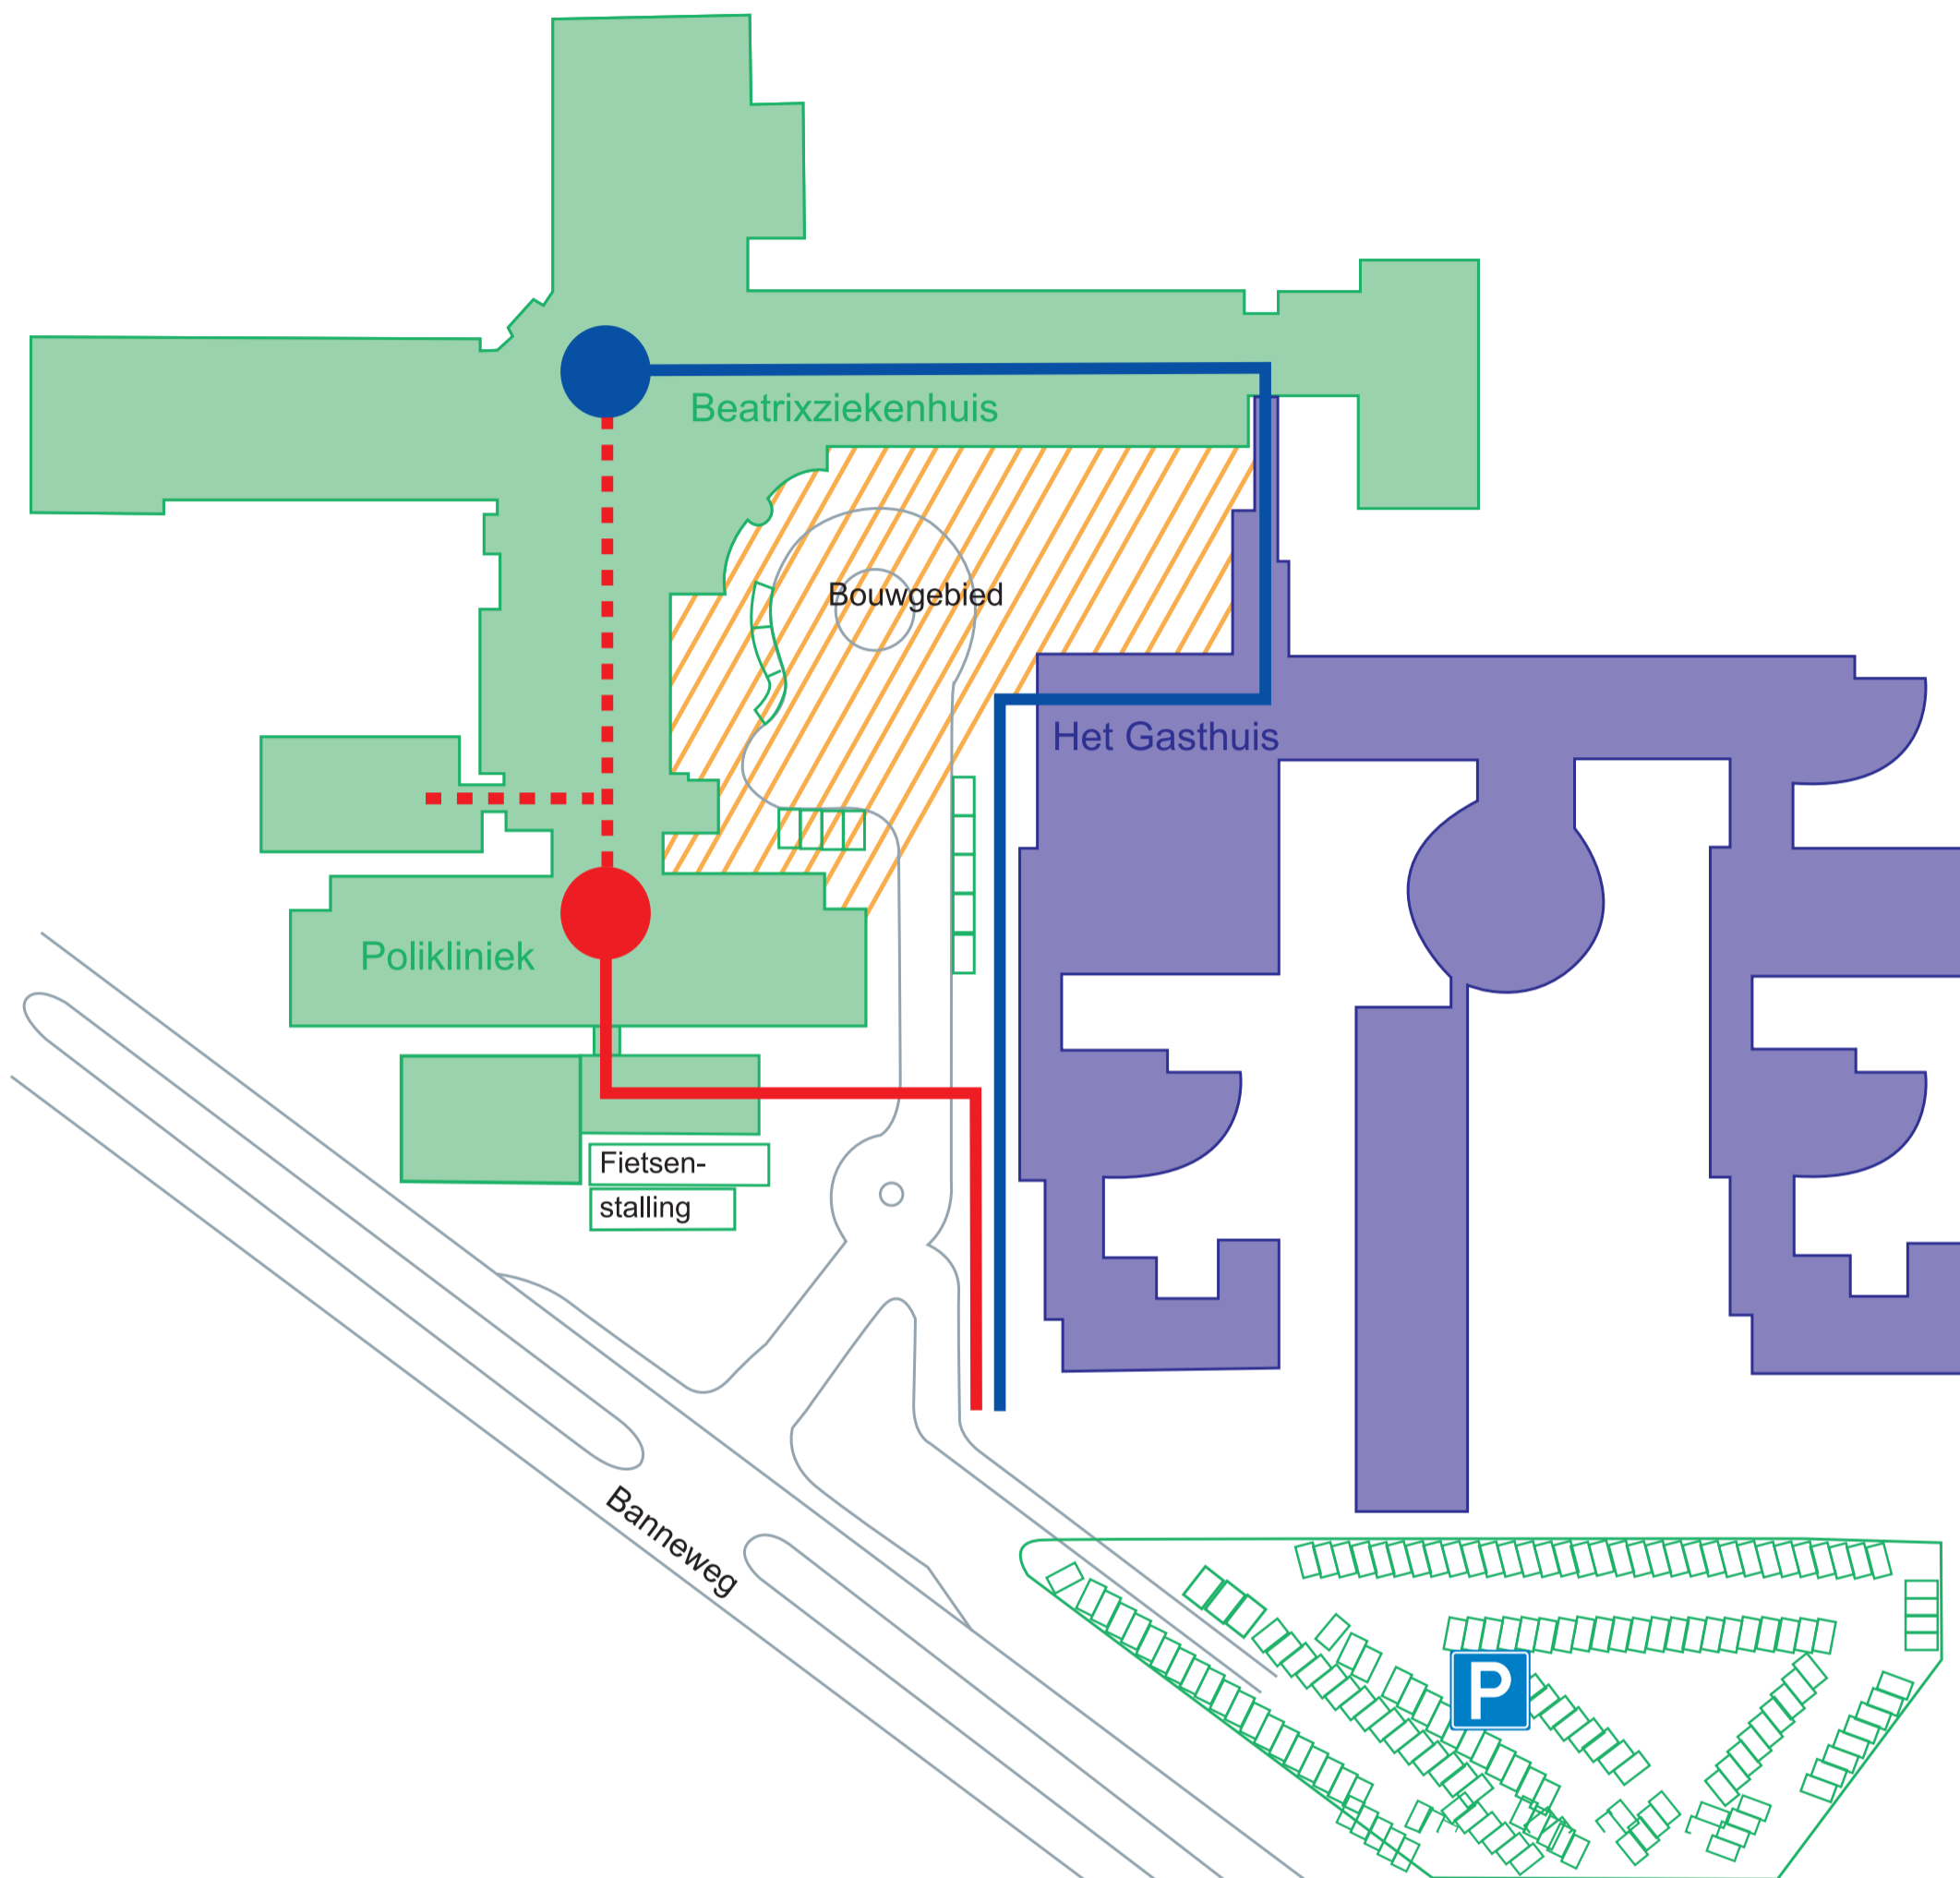 Beatrixziekenhuis
Bouwgebied
Het Gasthuis
Polikliniek
Fietsen-
stalling
Banneweg
P